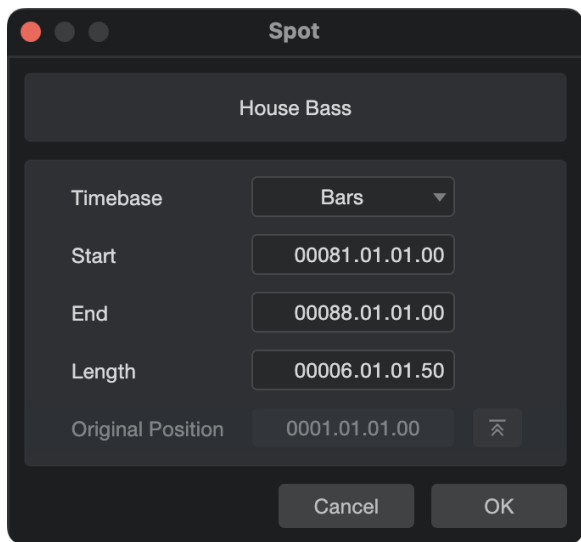 Spot
House Bass
Timebase Bars
Start 00081.01.01.00
End 00088.01.01.00
Length 00006.01.01.50
Original Position 0001.01.01.00
Cancel OK